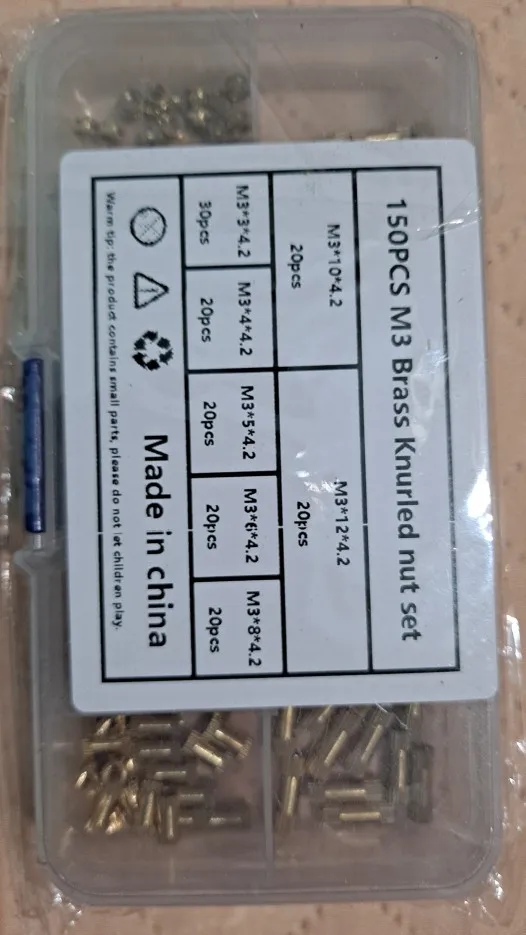 150PCS M3 Brass Knurled nut set
M3*10*4.2
20pcs
M3*12*4.2
20pcs
M3*3*4.2
30pcs
M3*4*4.2
20pcs
M3*5*4.2
20pcs
M3*6*4.2
20pcs
M3*8*4.2
20pcs
Made in china
Warm tip: the product contains small parts, please do not let children play.